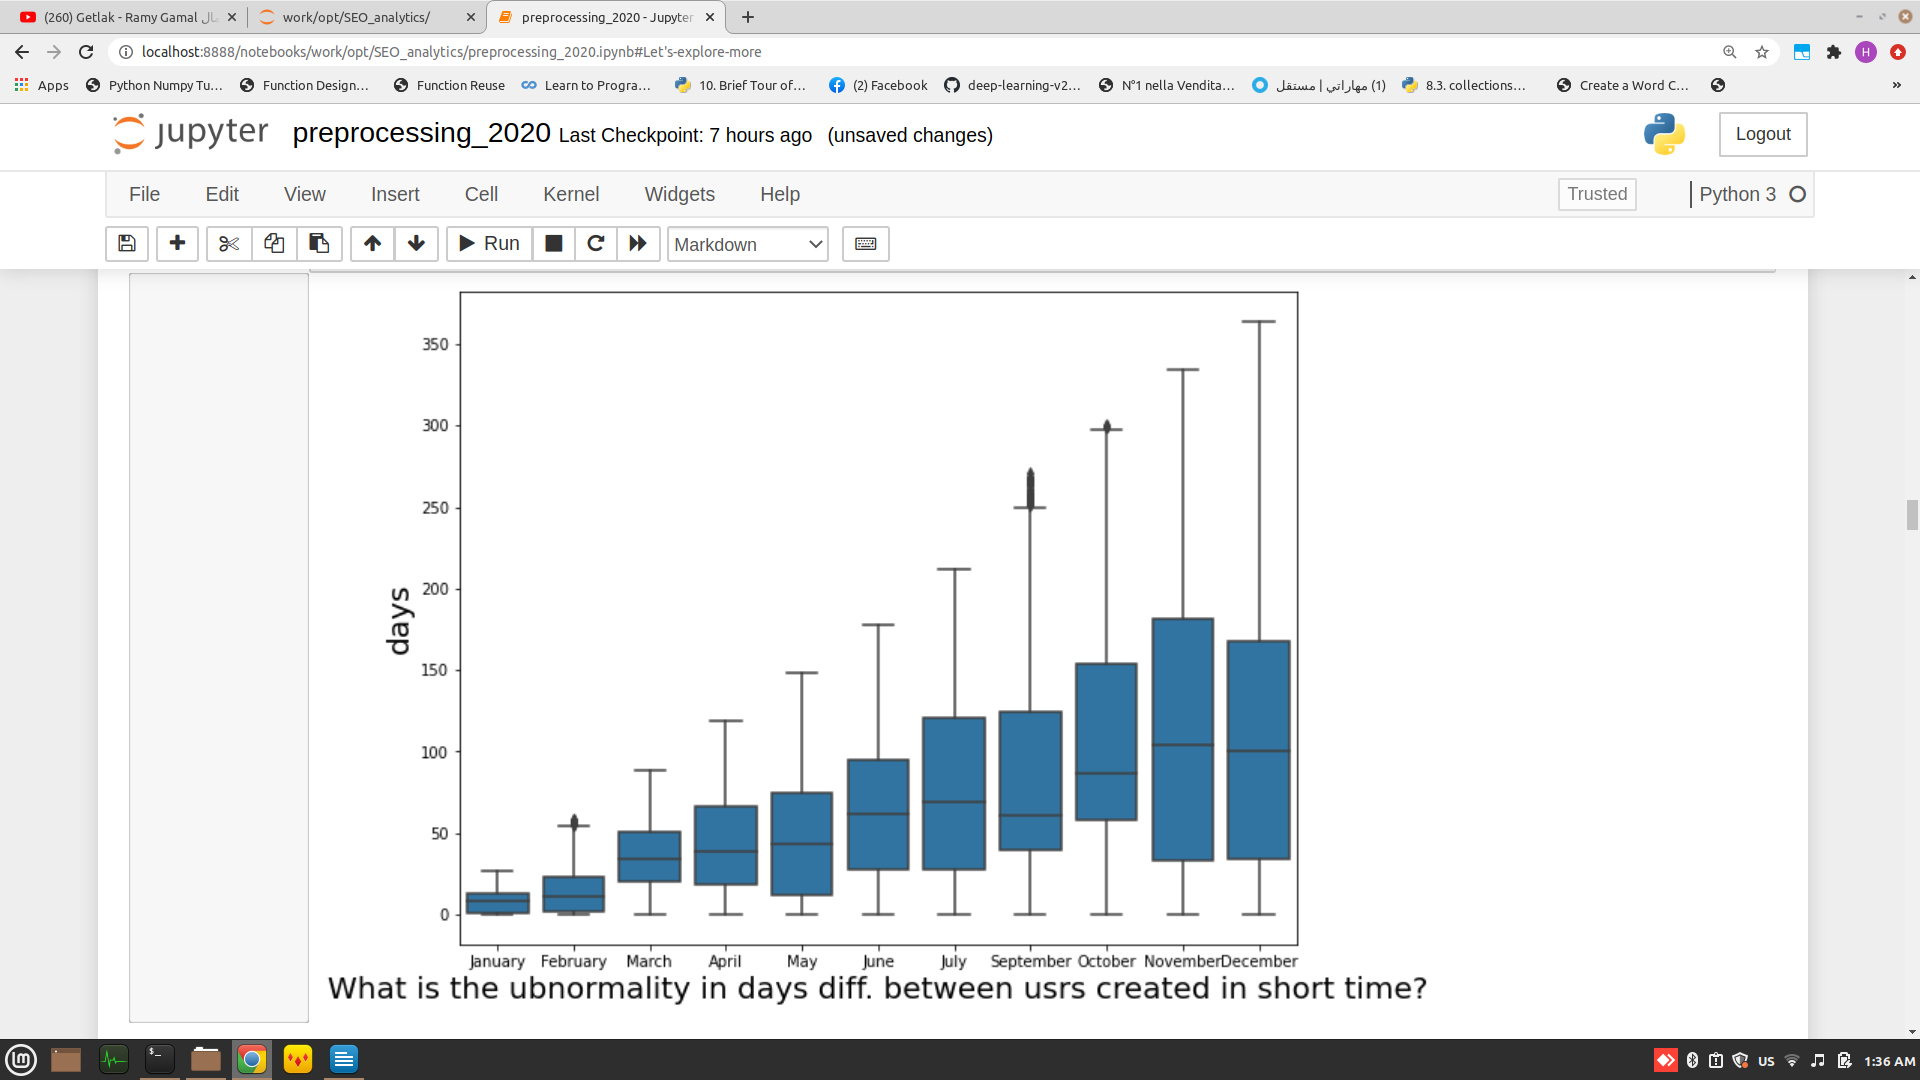 (260) Getlak - Ramy Gamal
work/opt/SEO_analytics/
preprocessing_2020 - Jupyter
localhost:8888/notebooks/work/opt/SEO_analytics/preprocessing_2020.ipynb#Let's-explore-more
H
Apps
Python Numpy Tu...
Function Design...
Function Reuse
Learn to Progra...
10. Brief Tour of...
(2) Facebook
deep-learning-v2...
N°1 nella Vendita...
(1) مهاراتي | مستقل
8.3. collections...
Create a Word C...
»
jupyter
preprocessing_2020 Last Checkpoint: 7 hours ago (unsaved changes)
Logout
File Edit View Insert Cell Kernel Widgets Help
Trusted
Python 3
Run
Markdown
350
300
250
200
150
100
50
0
days
January February March April May June July September October November December
What is the ubnormality in days diff. between usrs created in short time?
lm
$_
US
1:36 AM